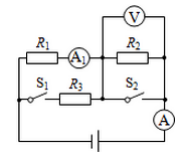 V
R₁ A₁ R₂
S₁ R₃ S₂
A